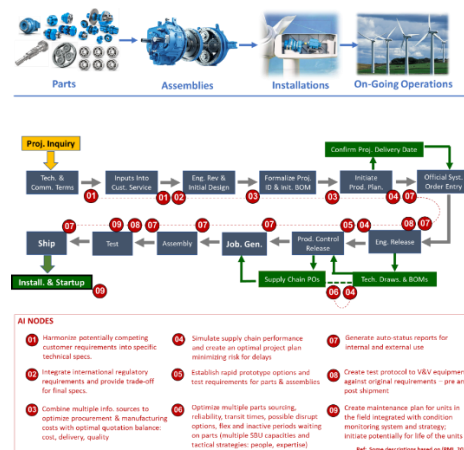 Parts
Assemblies
Installations
On-Going Operations
Proj. Inquiry
Confirm Proj. Delivery Date
Tech. &
Comm. Terms
Inputs Into
Cust. Service
Eng. Rev &
Initial Design
Formalize Proj.
ID & Init. BOM
Initiate
Prod. Plan.
Official Syst.
Order Entry
01
01
02
03
03
04
07
07
09
08
07
07
07
05
04
08
07
Ship
Test
Assembly
Job. Gen.
Prod. Control
Release
Eng. Release
Install. & Startup
09
Supply Chain POs
Tech. Draws. & BOMs
06
04
AI NODES
01
Harmonize potentially competing
customer requirements into specific
technical specs.
02
Integrate international regulatory
requirements and provide trade-off
for final specs.
03
Combine multiple info. sources to
optimize procurement & manufacturing
costs with optimal quotation balance:
cost, delivery, quality
04
Simulate supply chain performance
and create an optimal project plan
minimizing risk for delays
05
Establish rapid prototype options and
test requirements for parts & assemblies
06
Optimize multiple parts sourcing,
reliability, transit times, possible disrupt
options, flex and inactive periods waiting
on parts (multiple SBU capacities and
tactical strategies: people, expertise)
07
Generate auto-status reports for
internal and external use
08
Create test protocol to V&V equipmen
against original requirements – pre an
post shipment
09
Create maintenance plan for units in
the field integrated with condition
monitoring system and strategy;
initiate potentially for life of the units
Ref: Some descriptions based on